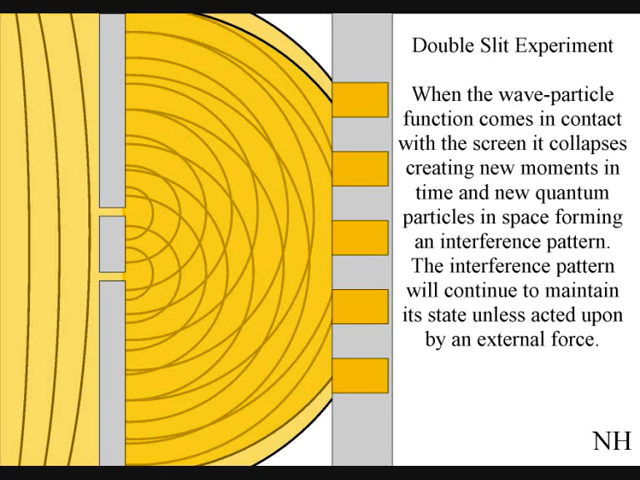 Double Slit Experiment
When the wave-particle
function comes in contact
with the screen it collapses
creating new moments in
time and new quantum
particles in space forming
an interference pattern.
The interference pattern
will continue to maintain
its state unless acted upon
by an external force.
NH